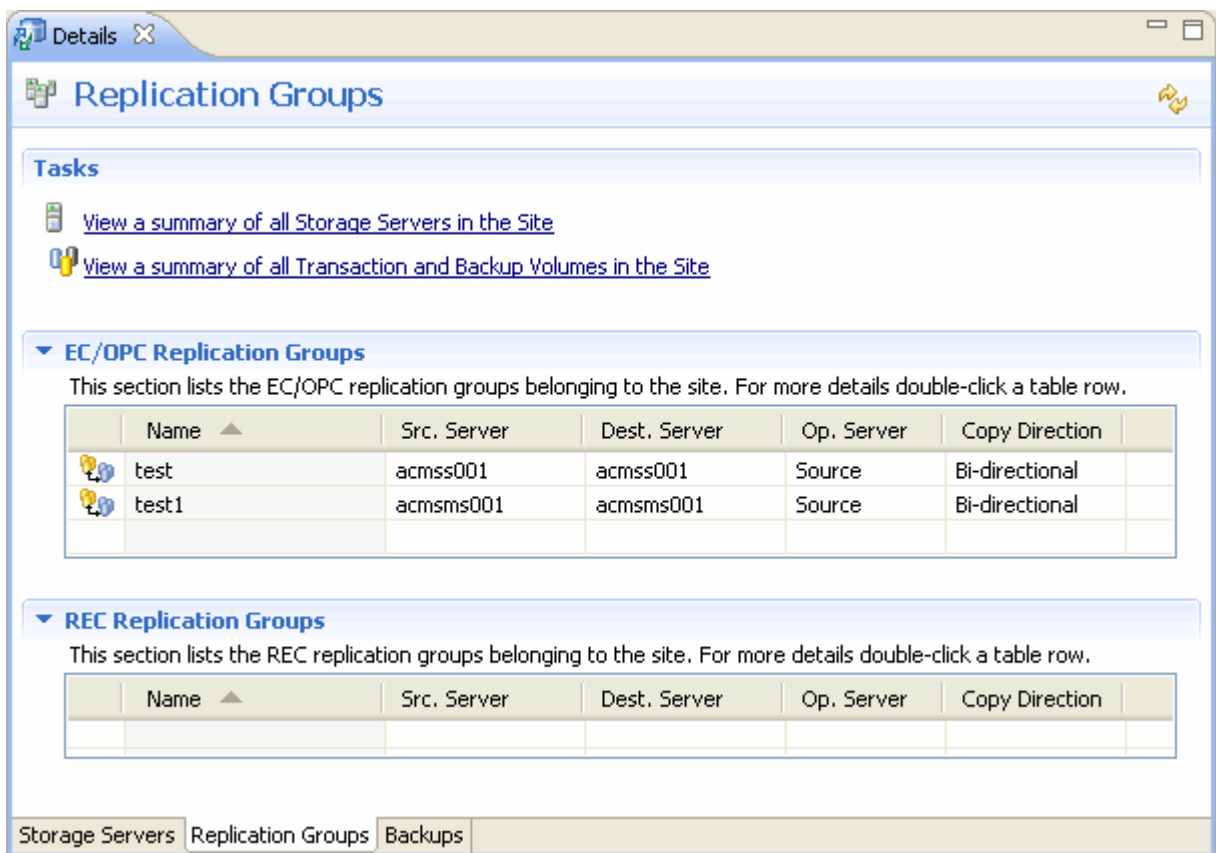 Details
Replication Groups
Tasks
View a summary of all Storage Servers in the Site
View a summary of all Transaction and Backup Volumes in the Site
EC/OPC Replication Groups
This section lists the EC/OPC replication groups belonging to the site. For more details double-click a table row.
Name Src. Server Dest. Server Op. Server Copy Direction
test acmss001 acmss001 Source Bi-directional
test1 acmsms001 acmsms001 Source Bi-directional
REC Replication Groups
This section lists the REC replication groups belonging to the site. For more details double-click a table row.
Name Src. Server Dest. Server Op. Server Copy Direction
Storage Servers Replication Groups Backups